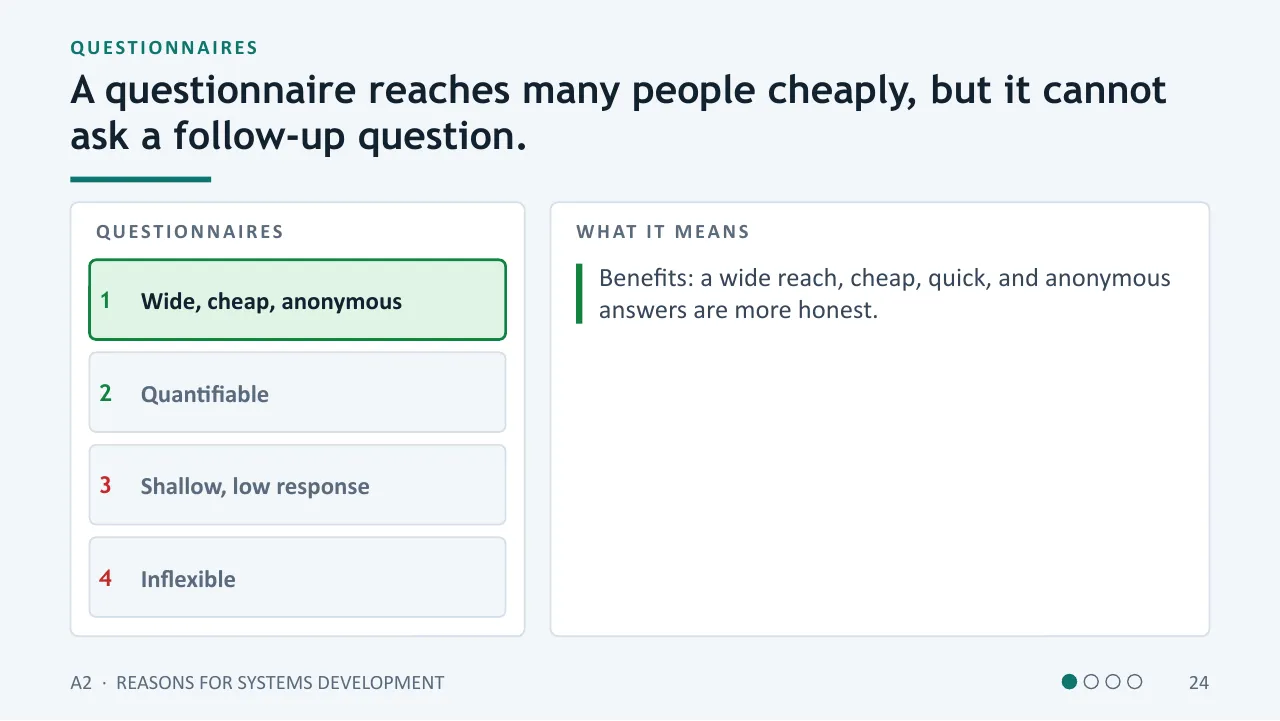 QUESTIONNAIRES
A questionnaire reaches many people cheaply, but it cannot
ask a follow-up question.
QUESTIONNAIRES
1 Wide, cheap, anonymous
2 Quantifiable
3 Shallow, low response
4 Inflexible
WHAT IT MEANS
Benefits: a wide reach, cheap, quick, and anonymous
answers are more honest.
A2 · REASONS FOR SYSTEMS DEVELOPMENT
24